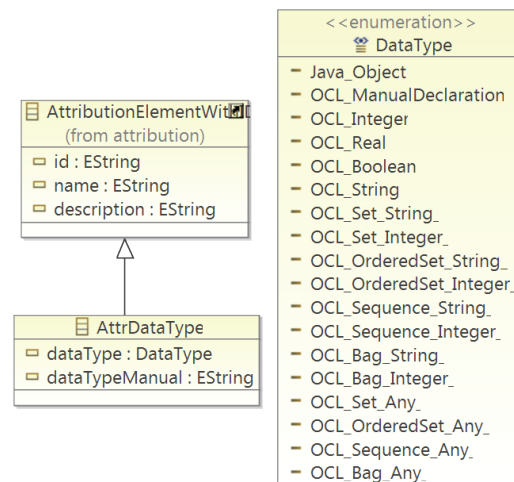 AttributionElementWit
(from attribution)
id : EString
name : EString
description : EString
AttrDataType
dataType : DataType
dataTypeManual : EString
<<enumeration>>
DataType
Java_Object
OCL_ManualDeclaration
OCL_Integer
OCL_Real
OCL_Boolean
OCL_String
OCL_Set_String_
OCL_Set_Integer_
OCL_OrderedSet_String_
OCL_OrderedSet_Integer_
OCL_Sequence_String_
OCL_Sequence_Integer_
OCL_Bag_String_
OCL_Bag_Integer_
OCL_Set_Any_
OCL_OrderedSet_Any_
OCL_Sequence_Any_
OCL_Bag_Any_